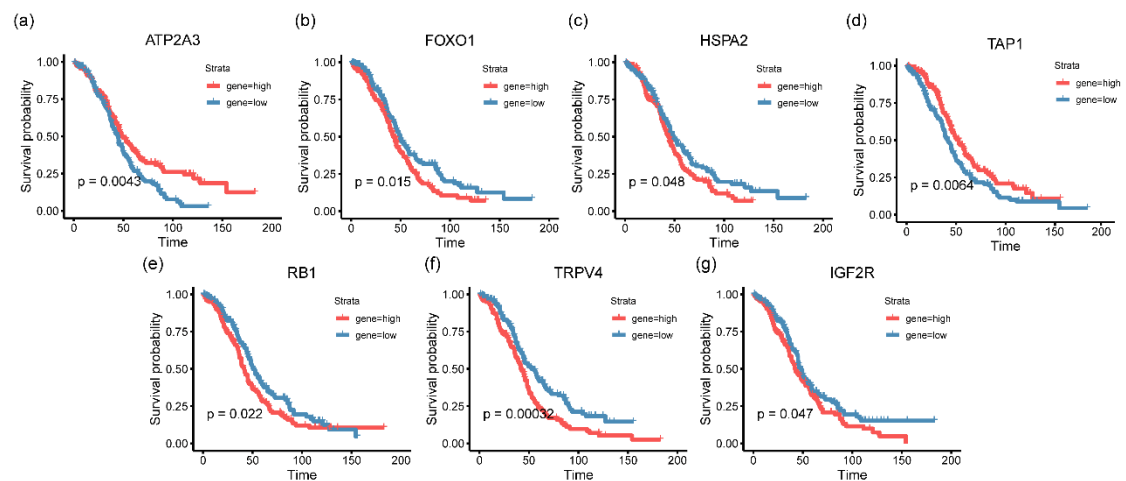 (a)
ATP2A3
Survival probability
1.00
0.75
0.50
0.25
0.00
Strata
gene=high
gene=low
p = 0.0043
0
50
100
150
200
Time
(b)
FOXO1
Survival probability
1.00
0.75
0.50
0.25
0.00
Strata
gene=high
gene=low
p = 0.015
0
50
100
150
200
Time
(c)
HSPA2
Survival probability
1.00
0.75
0.50
0.25
0.00
Strata
gene=high
gene=low
p = 0.048
0
50
100
150
200
Time
(d)
TAP1
Survival probability
1.00
0.75
0.50
0.25
0.00
Strata
gene=high
gene=low
p = 0.0064
0
50
100
150
200
Time
(e)
RB1
Survival probability
1.00
0.75
0.50
0.25
0.00
Strata
gene=high
gene=low
p = 0.022
0
50
100
150
200
Time
(f)
TRPV4
Survival probability
1.00
0.75
0.50
0.25
0.00
Strata
gene=high
gene=low
p = 0.00032
0
50
100
150
200
Time
(g)
IGF2R
Survival probability
1.00
0.75
0.50
0.25
0.00
Strata
gene=high
gene=low
p = 0.047
0
50
100
150
200
Time